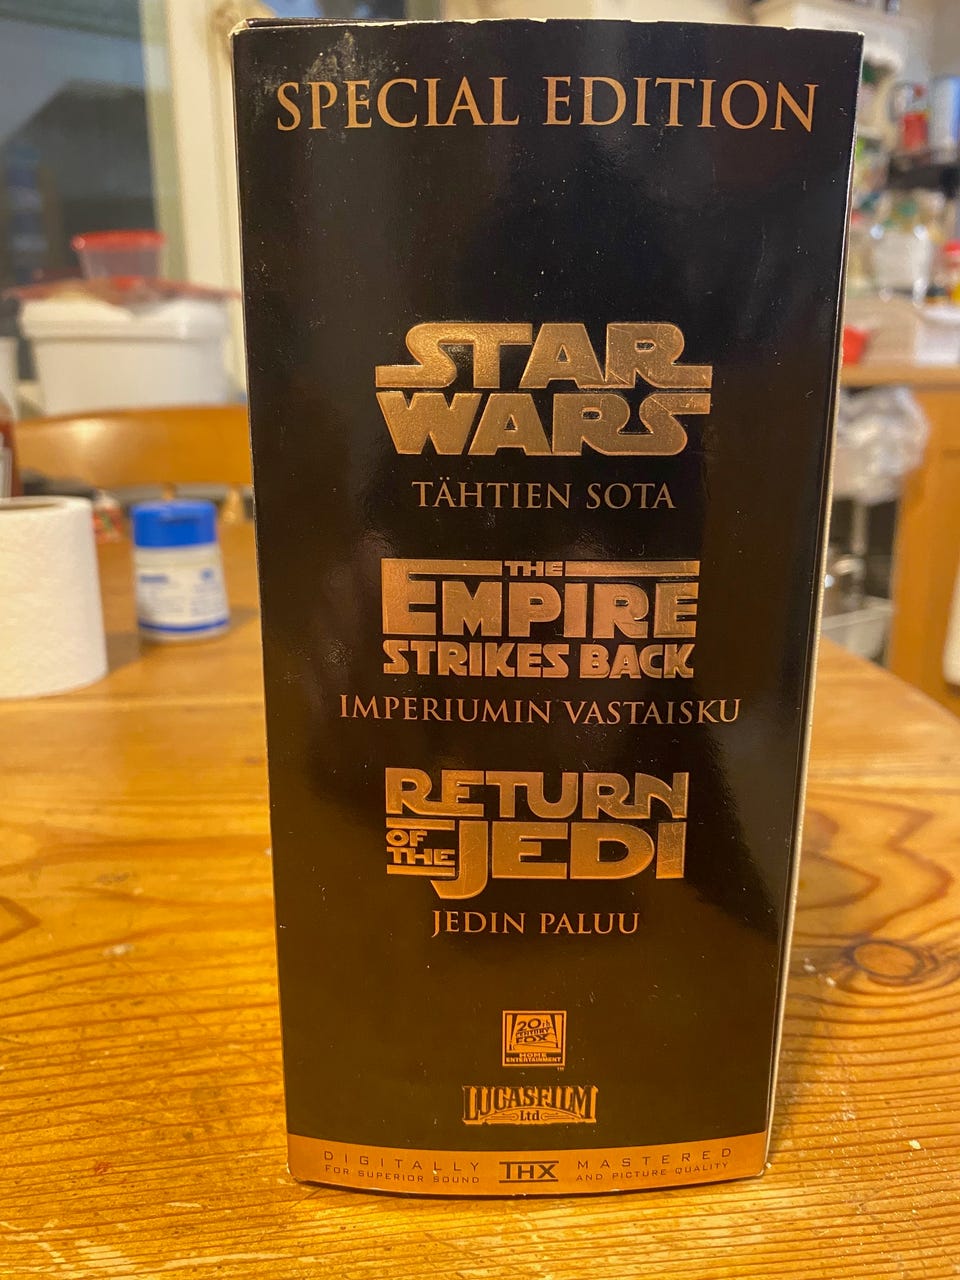 SPECIAL EDITION
STAR
WARS
TÄHTIEN SOTA
THE
EMPIRE
STRIKES BACK
IMPERIUMIN VASTAISKU
RETURN
OF THE JEDI
JEDIN PALUU
20th
CENTURY
FOX
HOME
ENTERTAINMENT
TM
LUCASFILM
Ltd
DIGITALLY THX MASTERED
FOR SUPERIOR SOUND AND PICTURE QUALITY